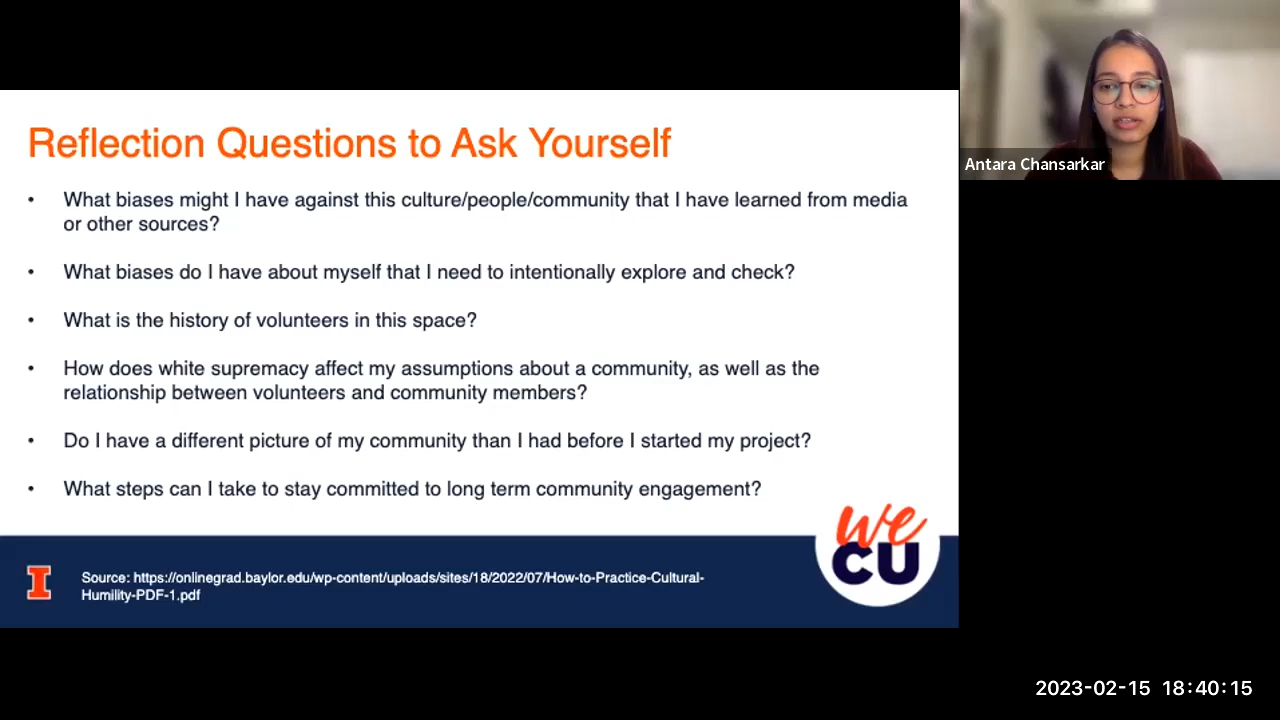 Reflection Questions to Ask Yourself
• What biases might I have against this culture/people/community that I have learned from media
or other sources?
• What biases do I have about myself that I need to intentionally explore and check?
• What is the history of volunteers in this space?
• How does white supremacy affect my assumptions about a community, as well as the
relationship between volunteers and community members?
• Do I have a different picture of my community than I had before I started my project?
• What steps can I take to stay committed to long term community engagement?
we
CU
I
Source: https://onlinegrad.baylor.edu/wp-content/uploads/sites/18/2022/07/How-to-Practice-Cultural-
Humility-PDF-1.pdf
Antara Chansarkar
2023-02-15 18:40:15